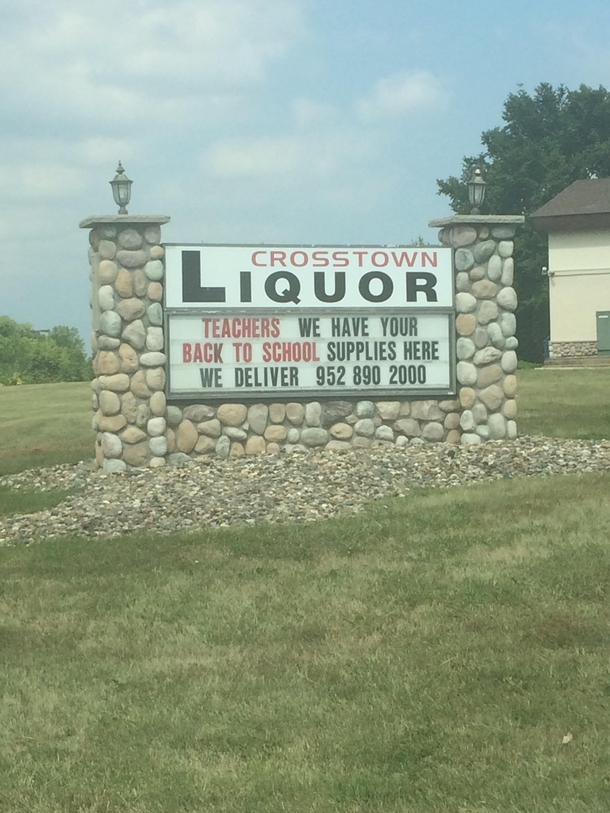 CROSSTOWN
LIQUOR
TEACHERS WE HAVE YOUR
BACK TO SCHOOL SUPPLIES HERE
WE DELIVER 952 890 2000